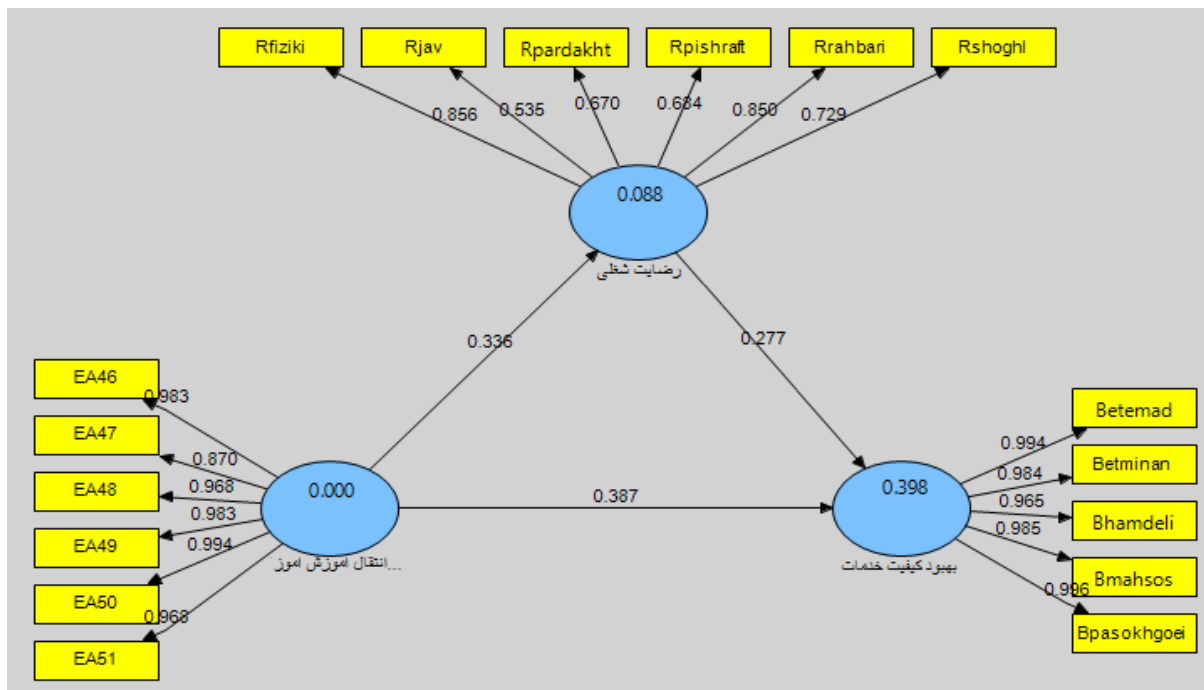 Rfiziki
Rjav
Rpardakht
Rpishraft
Rrahbari
Rshoghl
0.856
0.535
0.670
0.684
0.850
0.729
0.088
رضایت شغلی
0.336
0.277
EA46
EA47
EA48
EA49
EA50
EA51
0.983
0.870
0.968
0.983
0.994
0.968
0.000
انتقال اموزش اموز...
0.387
0.398
بهبود کیفیت خدمات
0.994
0.984
0.965
0.985
0.996
Betemad
Betminan
Bhamdeli
Bmahsos
Bpasokhgoei